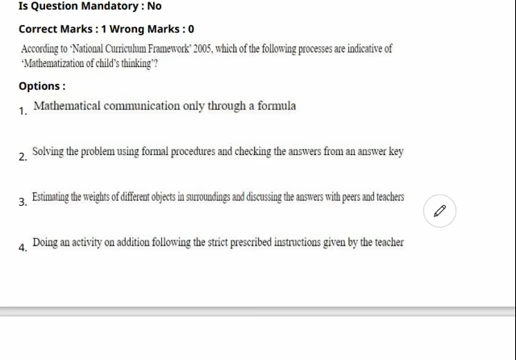 Is Question Mandatory : No
Correct Marks : 1 Wrong Marks : 0
According to ‘National Curriculum Framework’ 2005, which of the following processes are indicative of
‘Mathematization of child’s thinking’?
Options :
1. Mathematical communication only through a formula
2. Solving the problem using formal procedures and checking the answers from an answer key
3. Estimating the weights of different objects in surroundings and discussing the answers with peers and teachers
4. Doing an activity on addition following the strict prescribed instructions given by the teacher